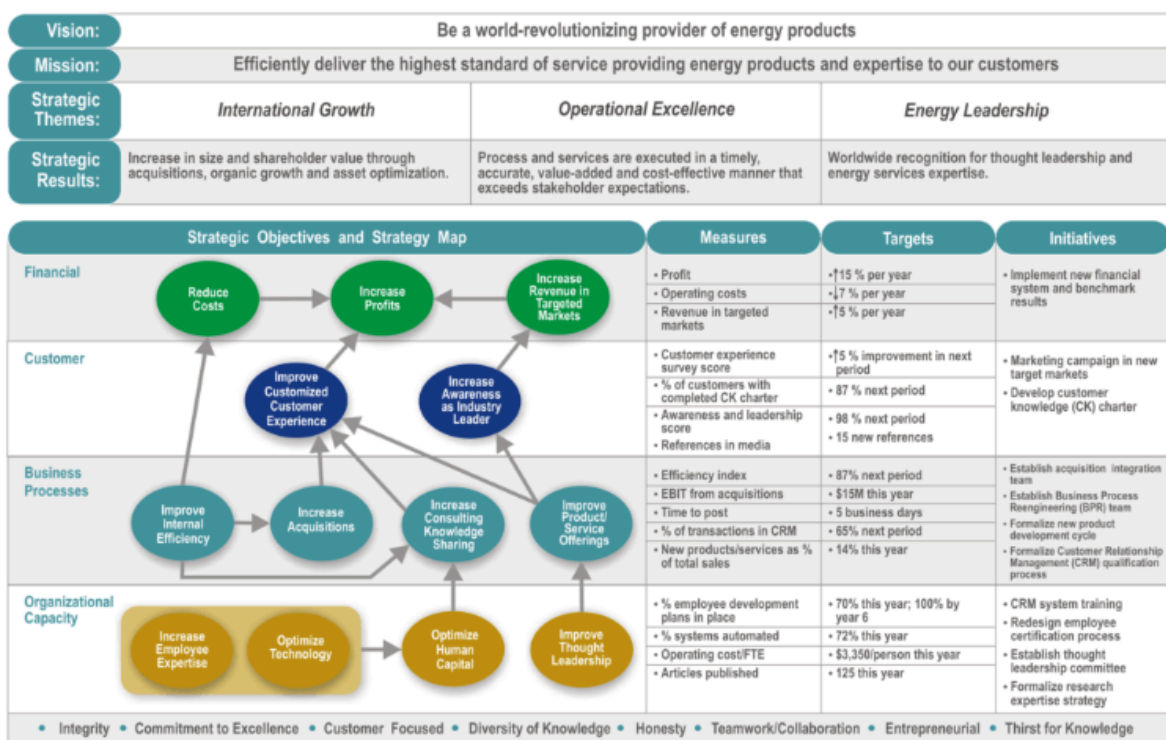 Vision:
Be a world-revolutionizing provider of energy products
Mission:
Efficiently deliver the highest standard of service providing energy products and expertise to our customers
Strategic
Themes:
International Growth
Operational Excellence
Energy Leadership
Strategic
Results:
Increase in size and shareholder value through
acquisitions, organic growth and asset optimization.
Process and services are executed in a timely,
accurate, value-added and cost-effective manner that
exceeds stakeholder expectations.
Worldwide recognition for thought leadership and
energy services expertise.
Strategic Objectives and Strategy Map
Measures
Targets
Initiatives
Financial
Reduce
Costs
Increase
Profits
Increase
Revenue in
Targeted
Markets
• Profit
• Operating costs
• Revenue in targeted
markets
•↑15 % per year
•↓7 % per year
•↑5 % per year
• Implement new financial
system and benchmark
results
Customer
Improve
Customized
Customer
Experience
Increase
Awareness
as Industry
Leader
• Customer experience
survey score
• % of customers with
completed CK charter
• Awareness and leadership
score
• References in media
•↑5 % improvement in next
period
• 87 % next period
• 98 % next period
• 15 new references
• Marketing campaign in new
target markets
• Develop customer
knowledge (CK) charter
Business
Processes
Improve
Internal
Efficiency
Increase
Acquisitions
Increase
Consulting
Knowledge
Sharing
Improve
Product/
Service
Offerings
• Efficiency index
• EBIT from acquisitions
• Time to post
• % of transactions in CRM
• New products/services as %
of total sales
• 87% next period
• $15M this year
• 5 business days
• 65% next period
• 14% this year
• Establish acquisition integration
team
• Establish Business Process
Reengineering (BPR) team
• Formalize new product
development cycle
• Formalize Customer Relationship
Management (CRM) qualification
process
Organizational
Capacity
Increase
Employee
Expertise
Optimize
Technology
Optimize
Human
Capital
Improve
Thought
Leadership
• % employee development
plans in place
• % systems automated
• Operating cost/FTE
• Articles published
• 70% this year; 100% by
year 6
• 72% this year
• $3,350/person this year
• 125 this year
• CRM system training
• Redesign employee
certification process
• Establish thought
leadership committee
• Formalize research
expertise strategy
• Integrity • Commitment to Excellence • Customer Focused • Diversity of Knowledge • Honesty • Teamwork/Collaboration • Entrepreneurial • Thirst for Knowledge